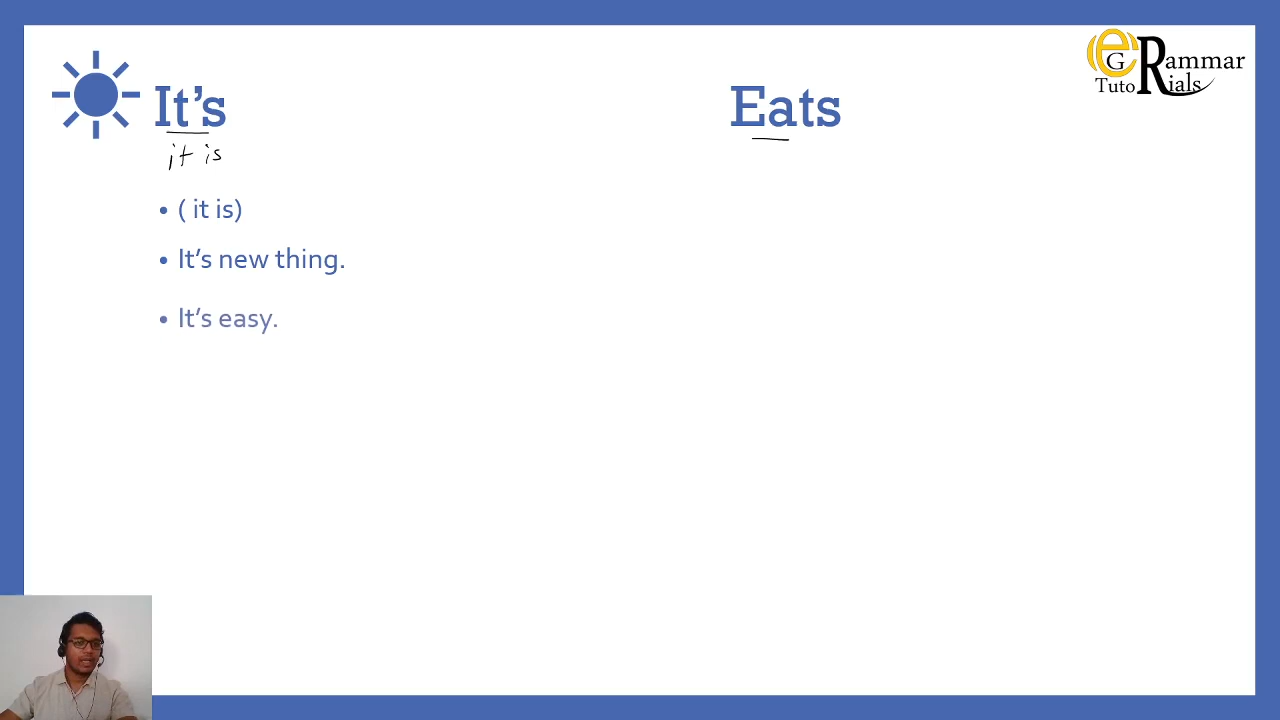 It's
Eats
it is
• ( it is)
• It's new thing.
• It's easy.
eGRammar
TutoRials